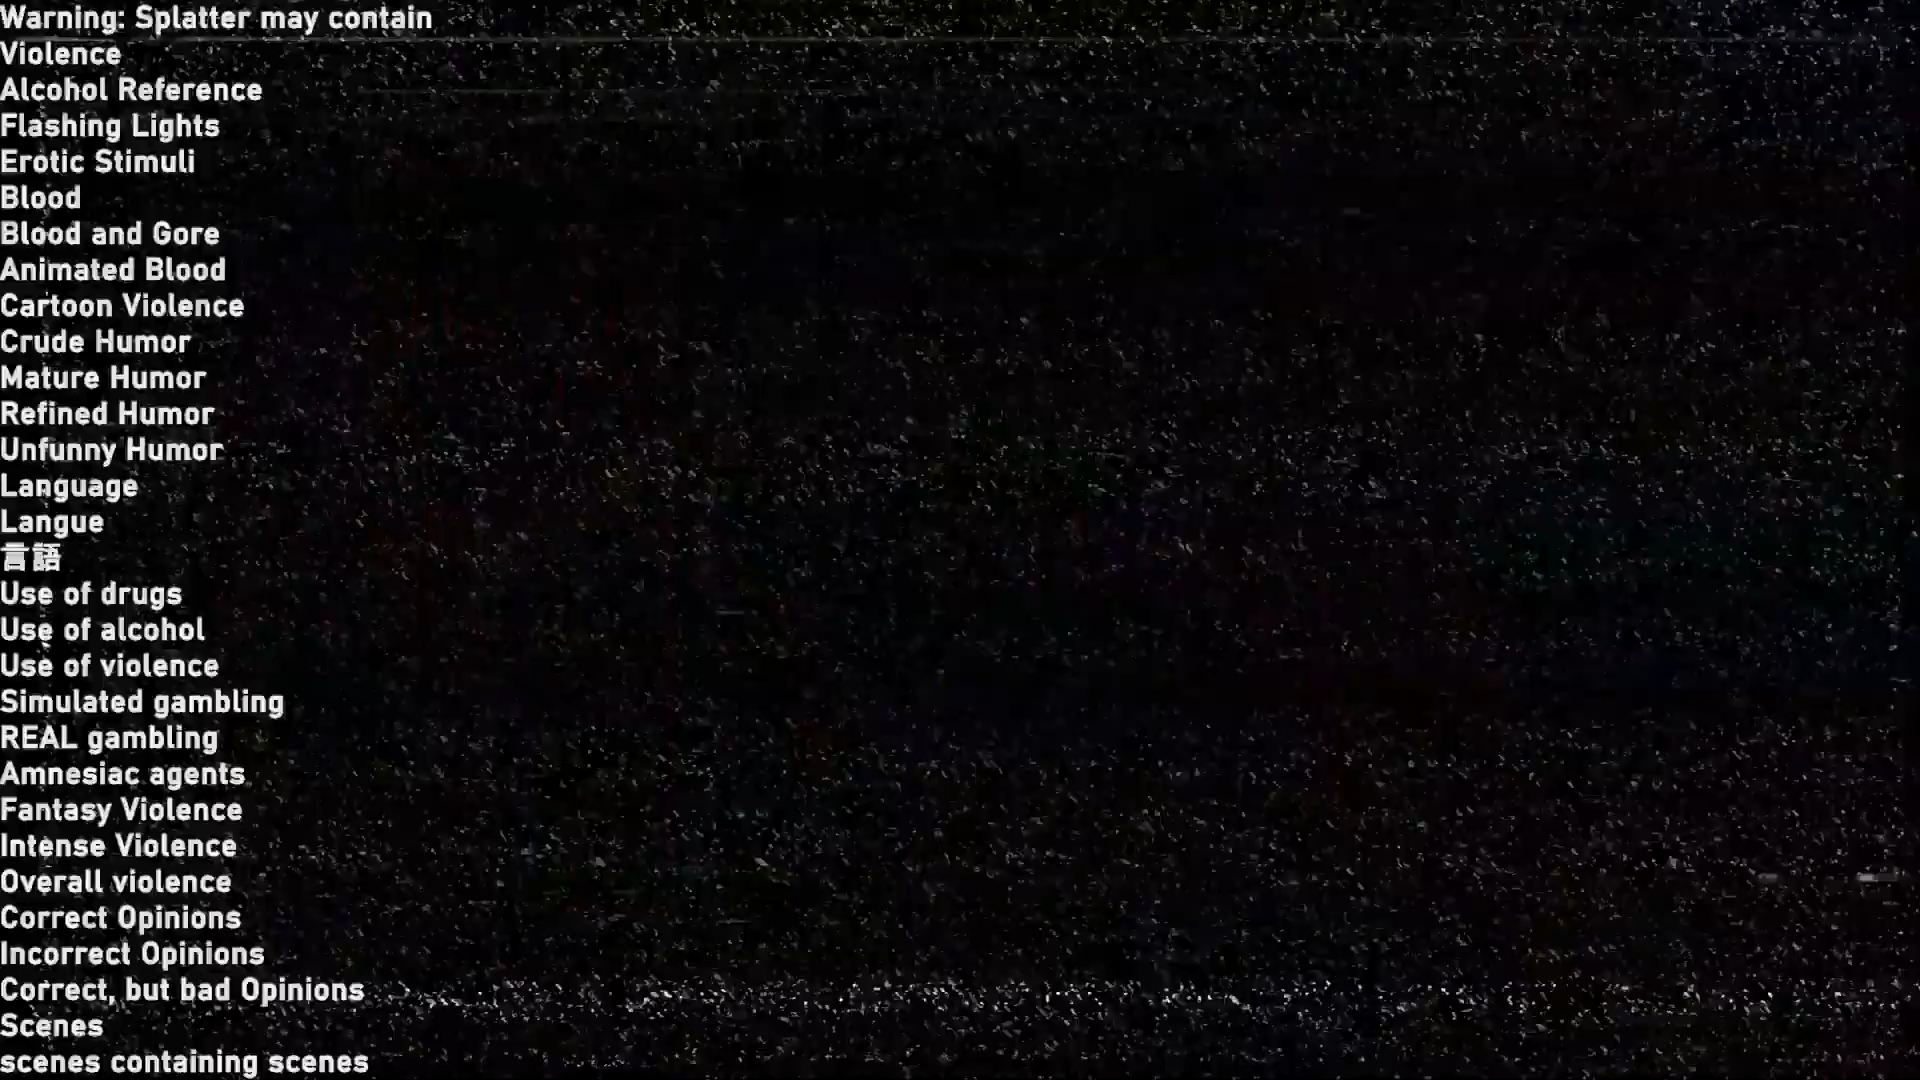 Warning: Splatter may contain
Violence
Alcohol Reference
Flashing Lights
Erotic Stimuli
Blood
Blood and Gore
Animated Blood
Cartoon Violence
Crude Humor
Mature Humor
Refined Humor
Unfunny Humor
Language
Langue
言語
Use of drugs
Use of alcohol
Use of violence
Simulated gambling
REAL gambling
Amnesiac agents
Fantasy Violence
Intense Violence
Overall violence
Correct Opinions
Incorrect Opinions
Correct, but bad Opinions
Scenes
scenes containing scenes